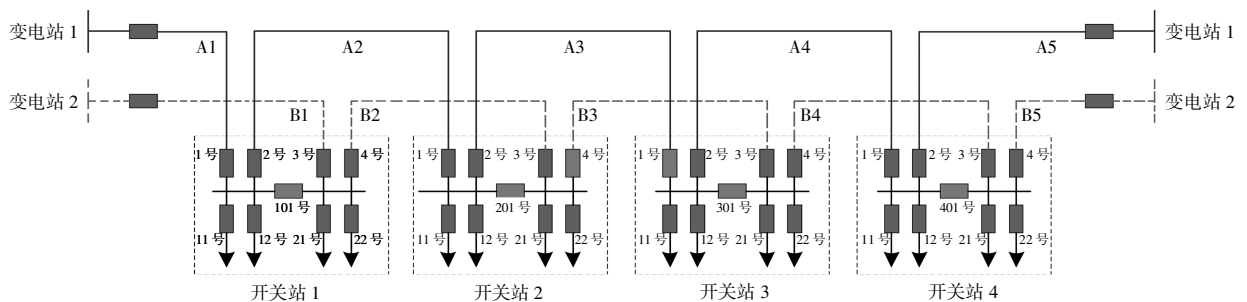 变电站 1 A1 A2 A3 A4 A5 变电站 1
变电站 2 B1 B2 B3 B4 B5 变电站 2
1 号 2 号 3 号 4 号 1 号 2 号 3 号 4 号 1 号 2 号 3 号 4 号 1 号 2 号 3 号 4 号
101 号 201 号 301 号 401 号
11 号 12 号 21 号 22 号 11 号 12 号 21 号 22 号 11 号 12 号 21 号 22 号 11 号 12 号 21 号 22 号
开关站 1 开关站 2 开关站 3 开关站 4